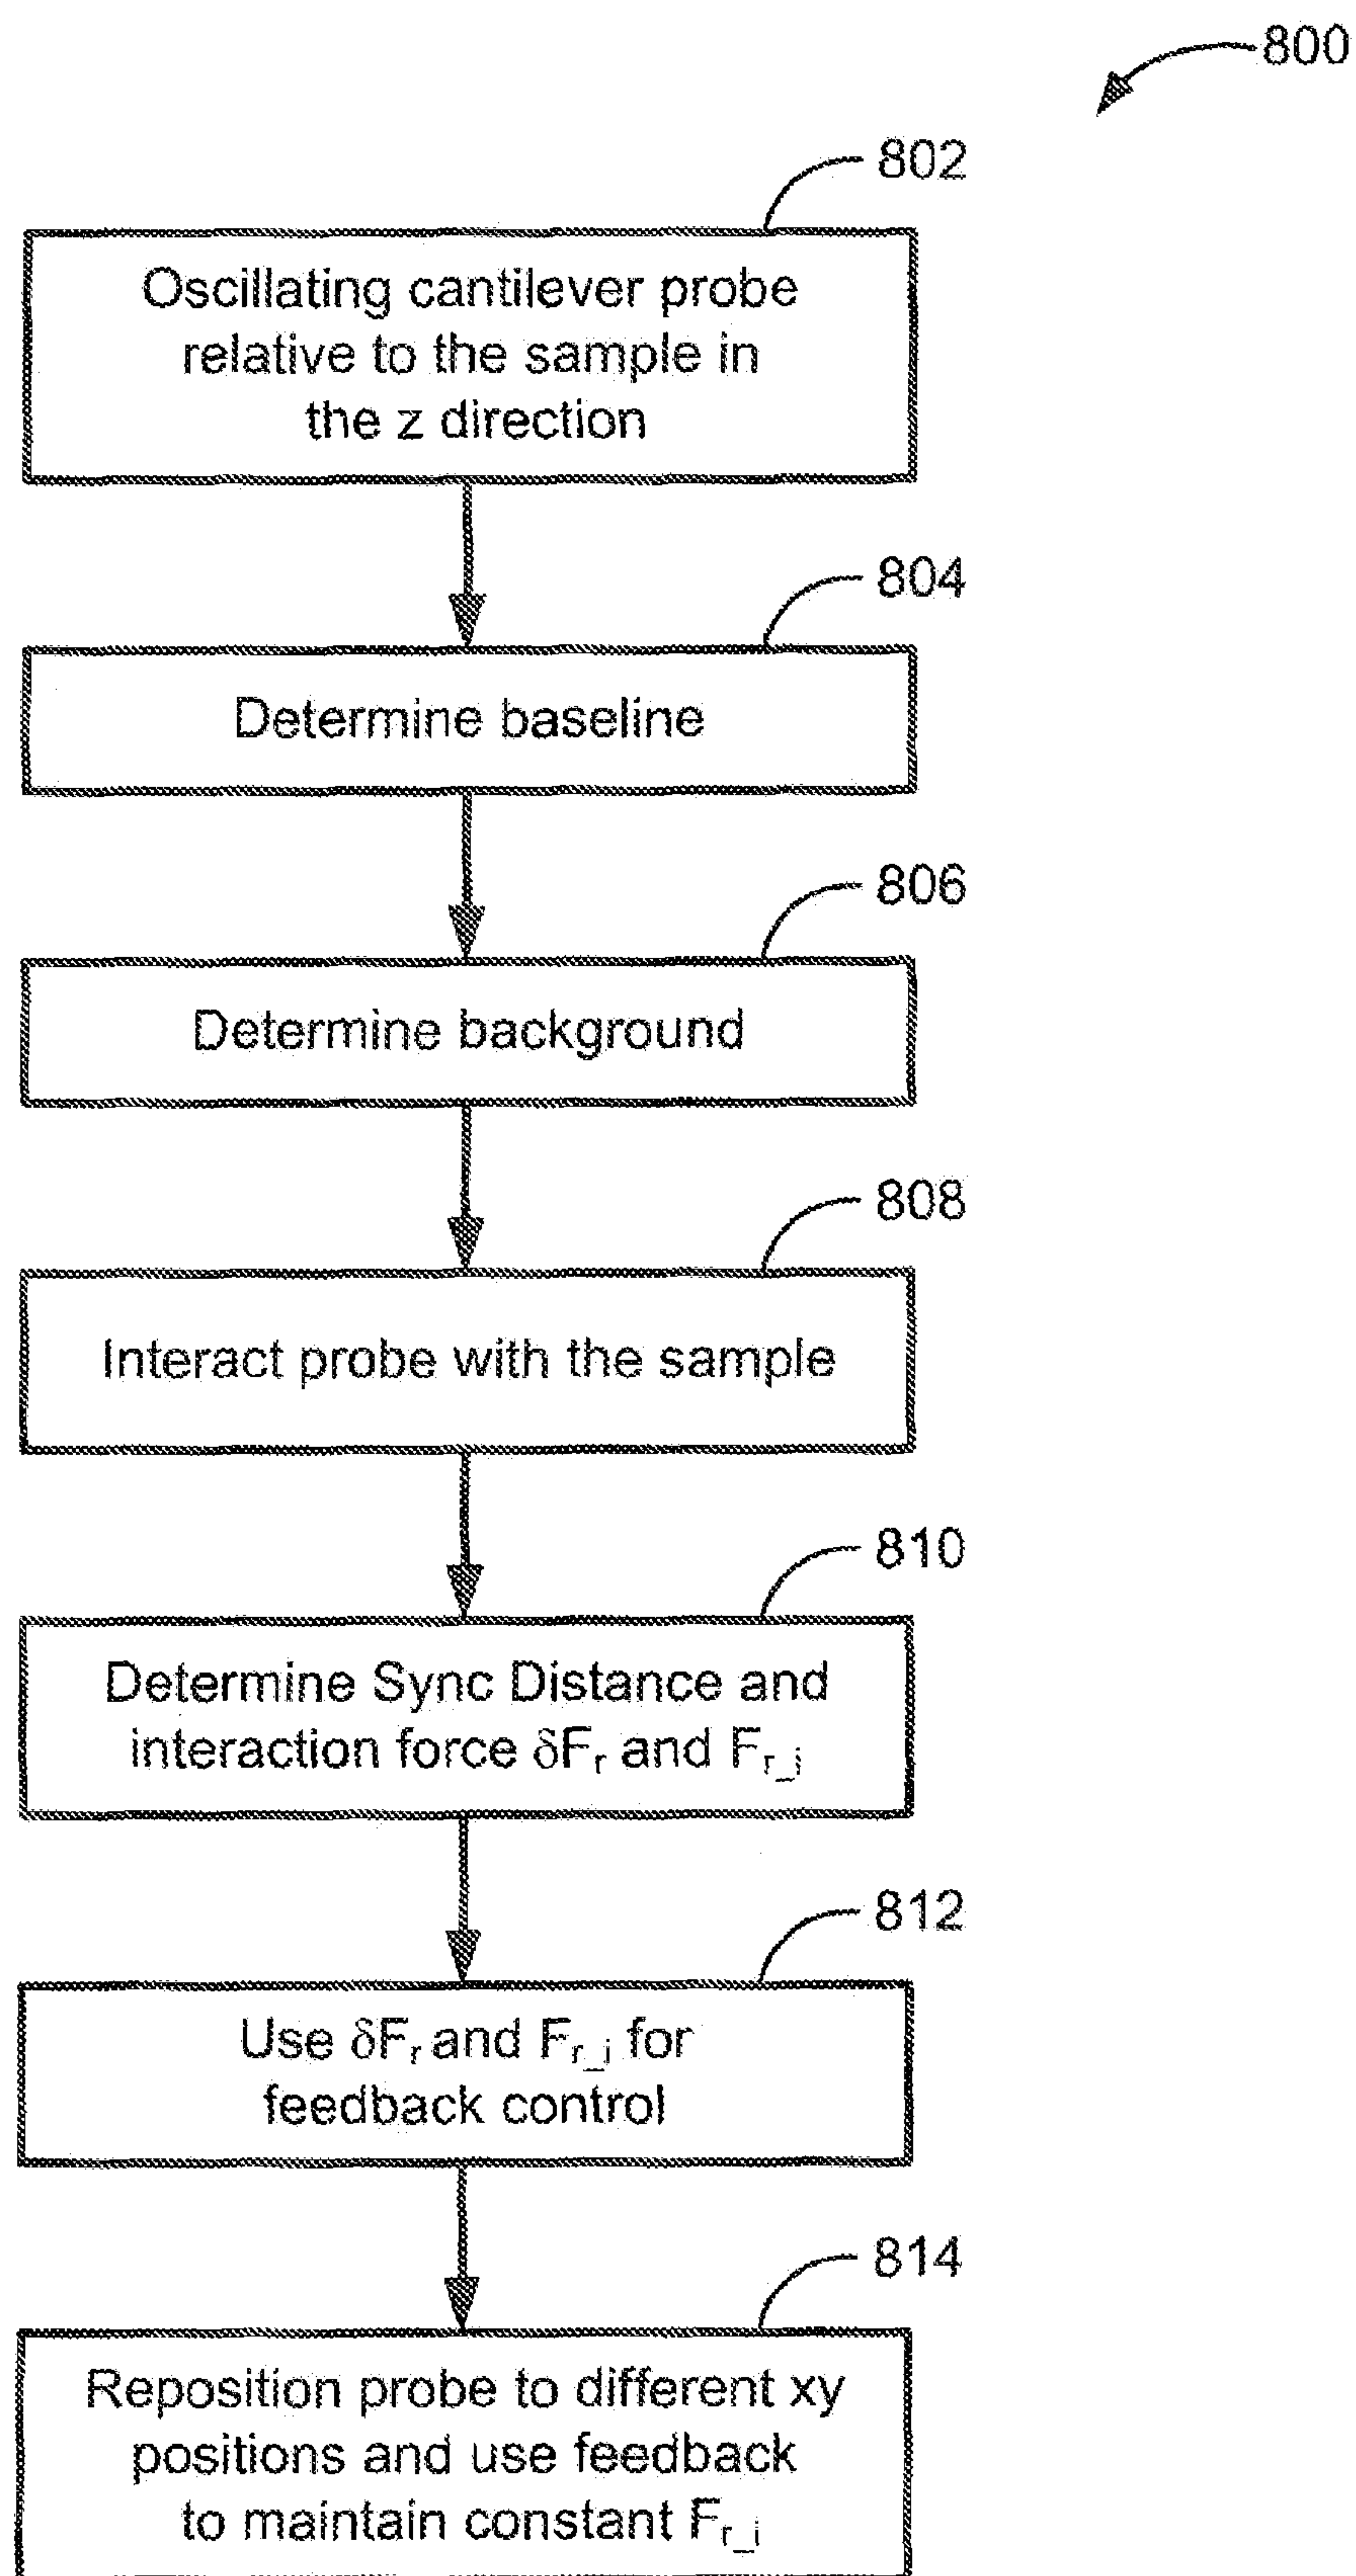 800
802
Oscillating cantilever probe
relative to the sample in
the z direction
804
Determine baseline
806
Determine background
808
Interact probe with the sample
810
Determine Sync Distance and
interaction force δFr and Fr_i
812
Use δFr and Fr_i for
feedback control
814
Reposition probe to different xy
positions and use feedback
to maintain constant Fr_i